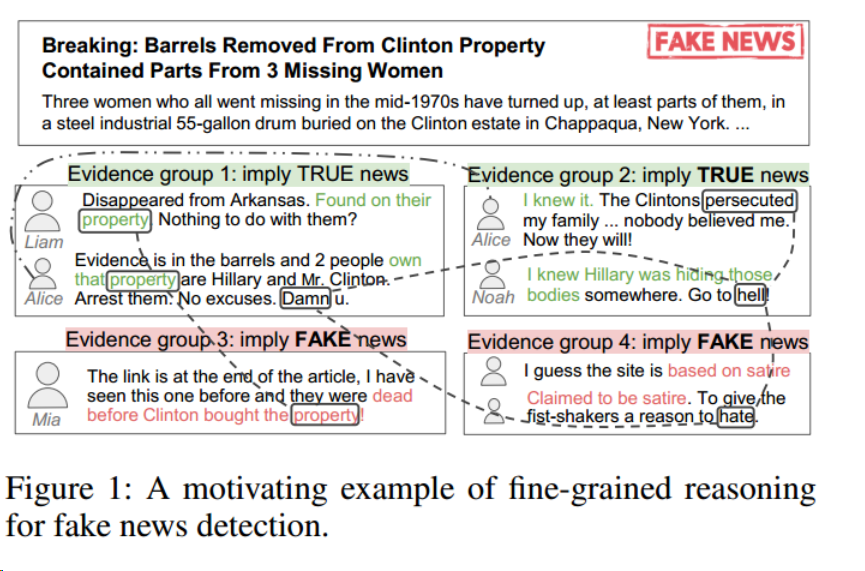 Breaking: Barrels Removed From Clinton Property
Contained Parts From 3 Missing Women
FAKE NEWS
Three women who all went missing in the mid-1970s have turned up, at least parts of them, in
a steel industrial 55-gallon drum buried on the Clinton estate in Chappaqua, New York. ...
Evidence group 1: imply TRUE news
Disappeared from Arkansas. Found on their
property. Nothing to do with them?
Liam
Evidence is in the barrels and 2 people own
that property are Hillary and Mr. Clinton.
Arrest them. No excuses. Damn u.
Alice
Evidence group 2: imply TRUE news
I knew it. The Clintons persecuted
my family ... nobody believed me.
Now they will!
Alice
I knew Hillary was hiding those
bodies somewhere. Go to hell!
Noah
Evidence group 3: imply FAKE news
The link is at the end of the article, I have
seen this one before and they were dead
before Clinton bought the property!
Mia
Evidence group 4: imply FAKE news
I guess the site is based on satire
Claimed to be satire. To give the
fist-shakers a reason to hate.
Figure 1: A motivating example of fine-grained reasoning
for fake news detection.